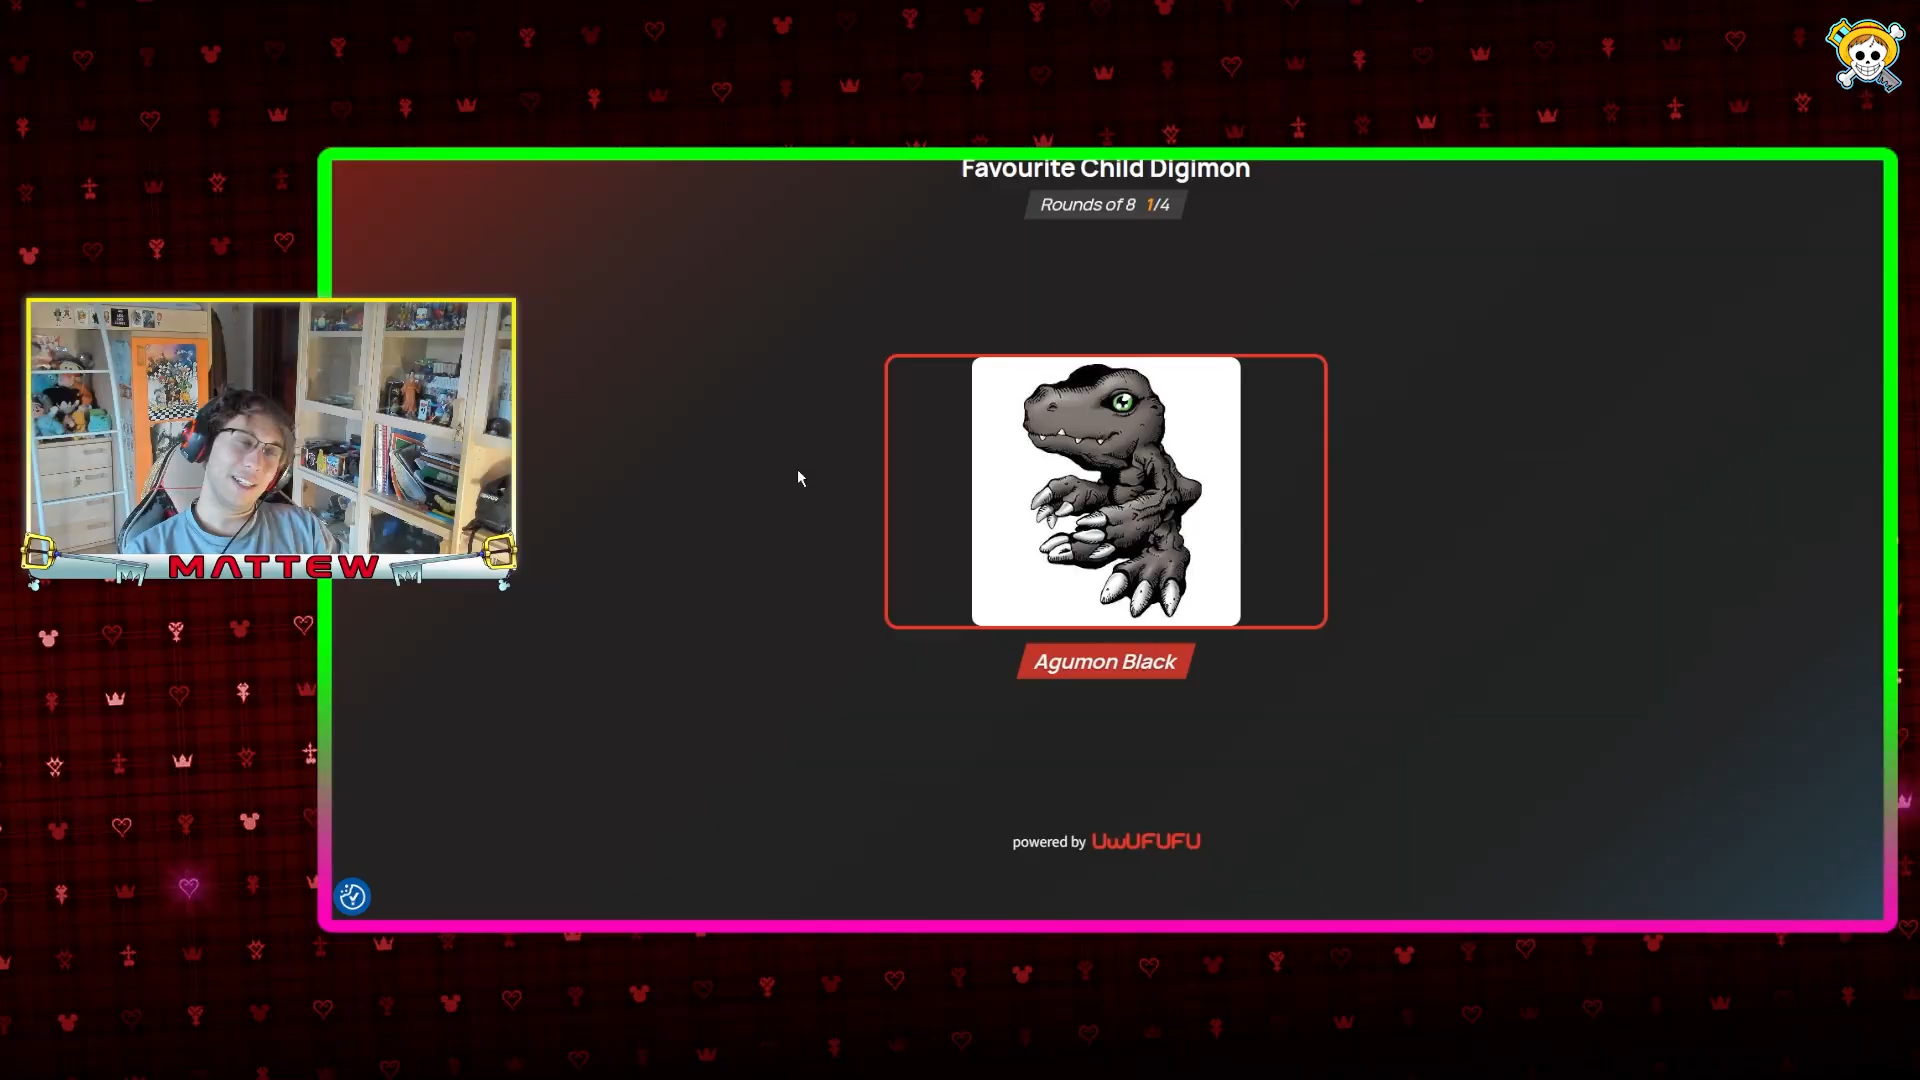 Favourite Child Digimon
Rounds of 8 1/4
MATTEW
Agumon Black
powered by UwUFUFU